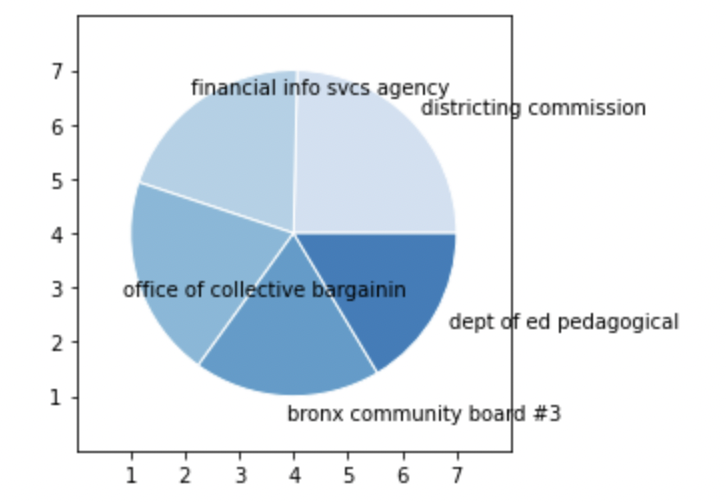 7
financial info svcs agency
districting commission
6
5
4
3
office of collective bargainin
dept of ed pedagogical
2
1
bronx community board #3
1 2 3 4 5 6 7